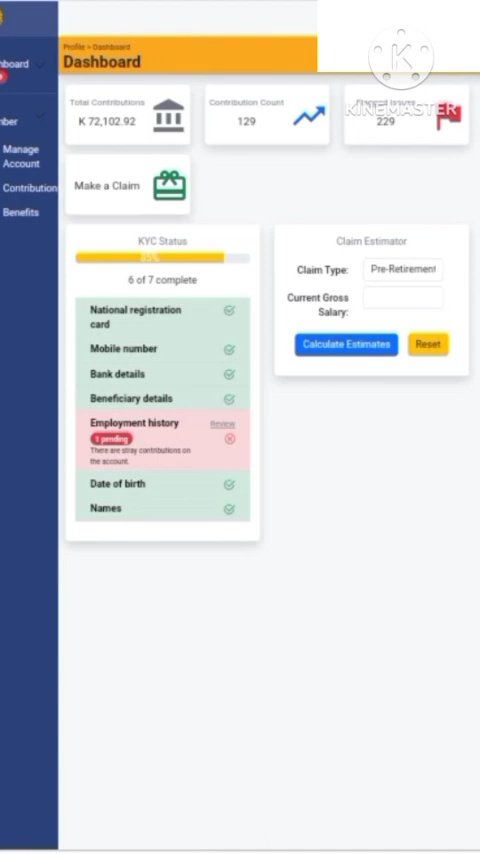 hboard
Profile > Dashboard
Dashboard
KINEMASTER
Total Contributions
K 72,102.92
Contribution Count
129
229
Make a Claim
mber
Manage
Account
Contribution
Benefits
KYC Status
85%
6 of 7 complete
National registration
card
Mobile number
Bank details
Beneficiary details
Employment history
Review
1 pending
There are stray contributions on
the account.
Date of birth
Names
Claim Estimator
Claim Type:
Pre-Retirement
Current Gross
Salary:
Calculate Estimates
Reset